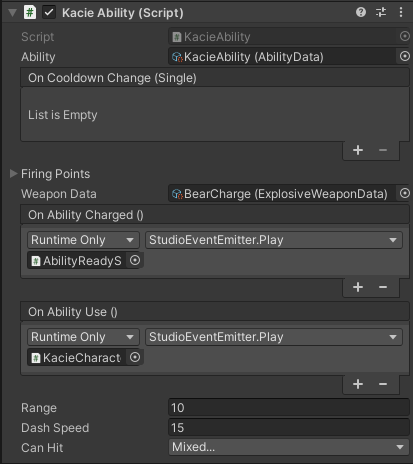 Kacie Ability (Script)
Script KacieAbility
Ability KacieAbility (AbilityData)
On Cooldown Change (Single)
List is Empty
+ −
Firing Points
Weapon Data BearCharge (ExplosiveWeaponData)
On Ability Charged ()
Runtime Only StudioEventEmitter.Play
AbilityReadyS
+ −
On Ability Use ()
Runtime Only StudioEventEmitter.Play
KacieCharacte
+ −
Range 10
Dash Speed 15
Can Hit Mixed...